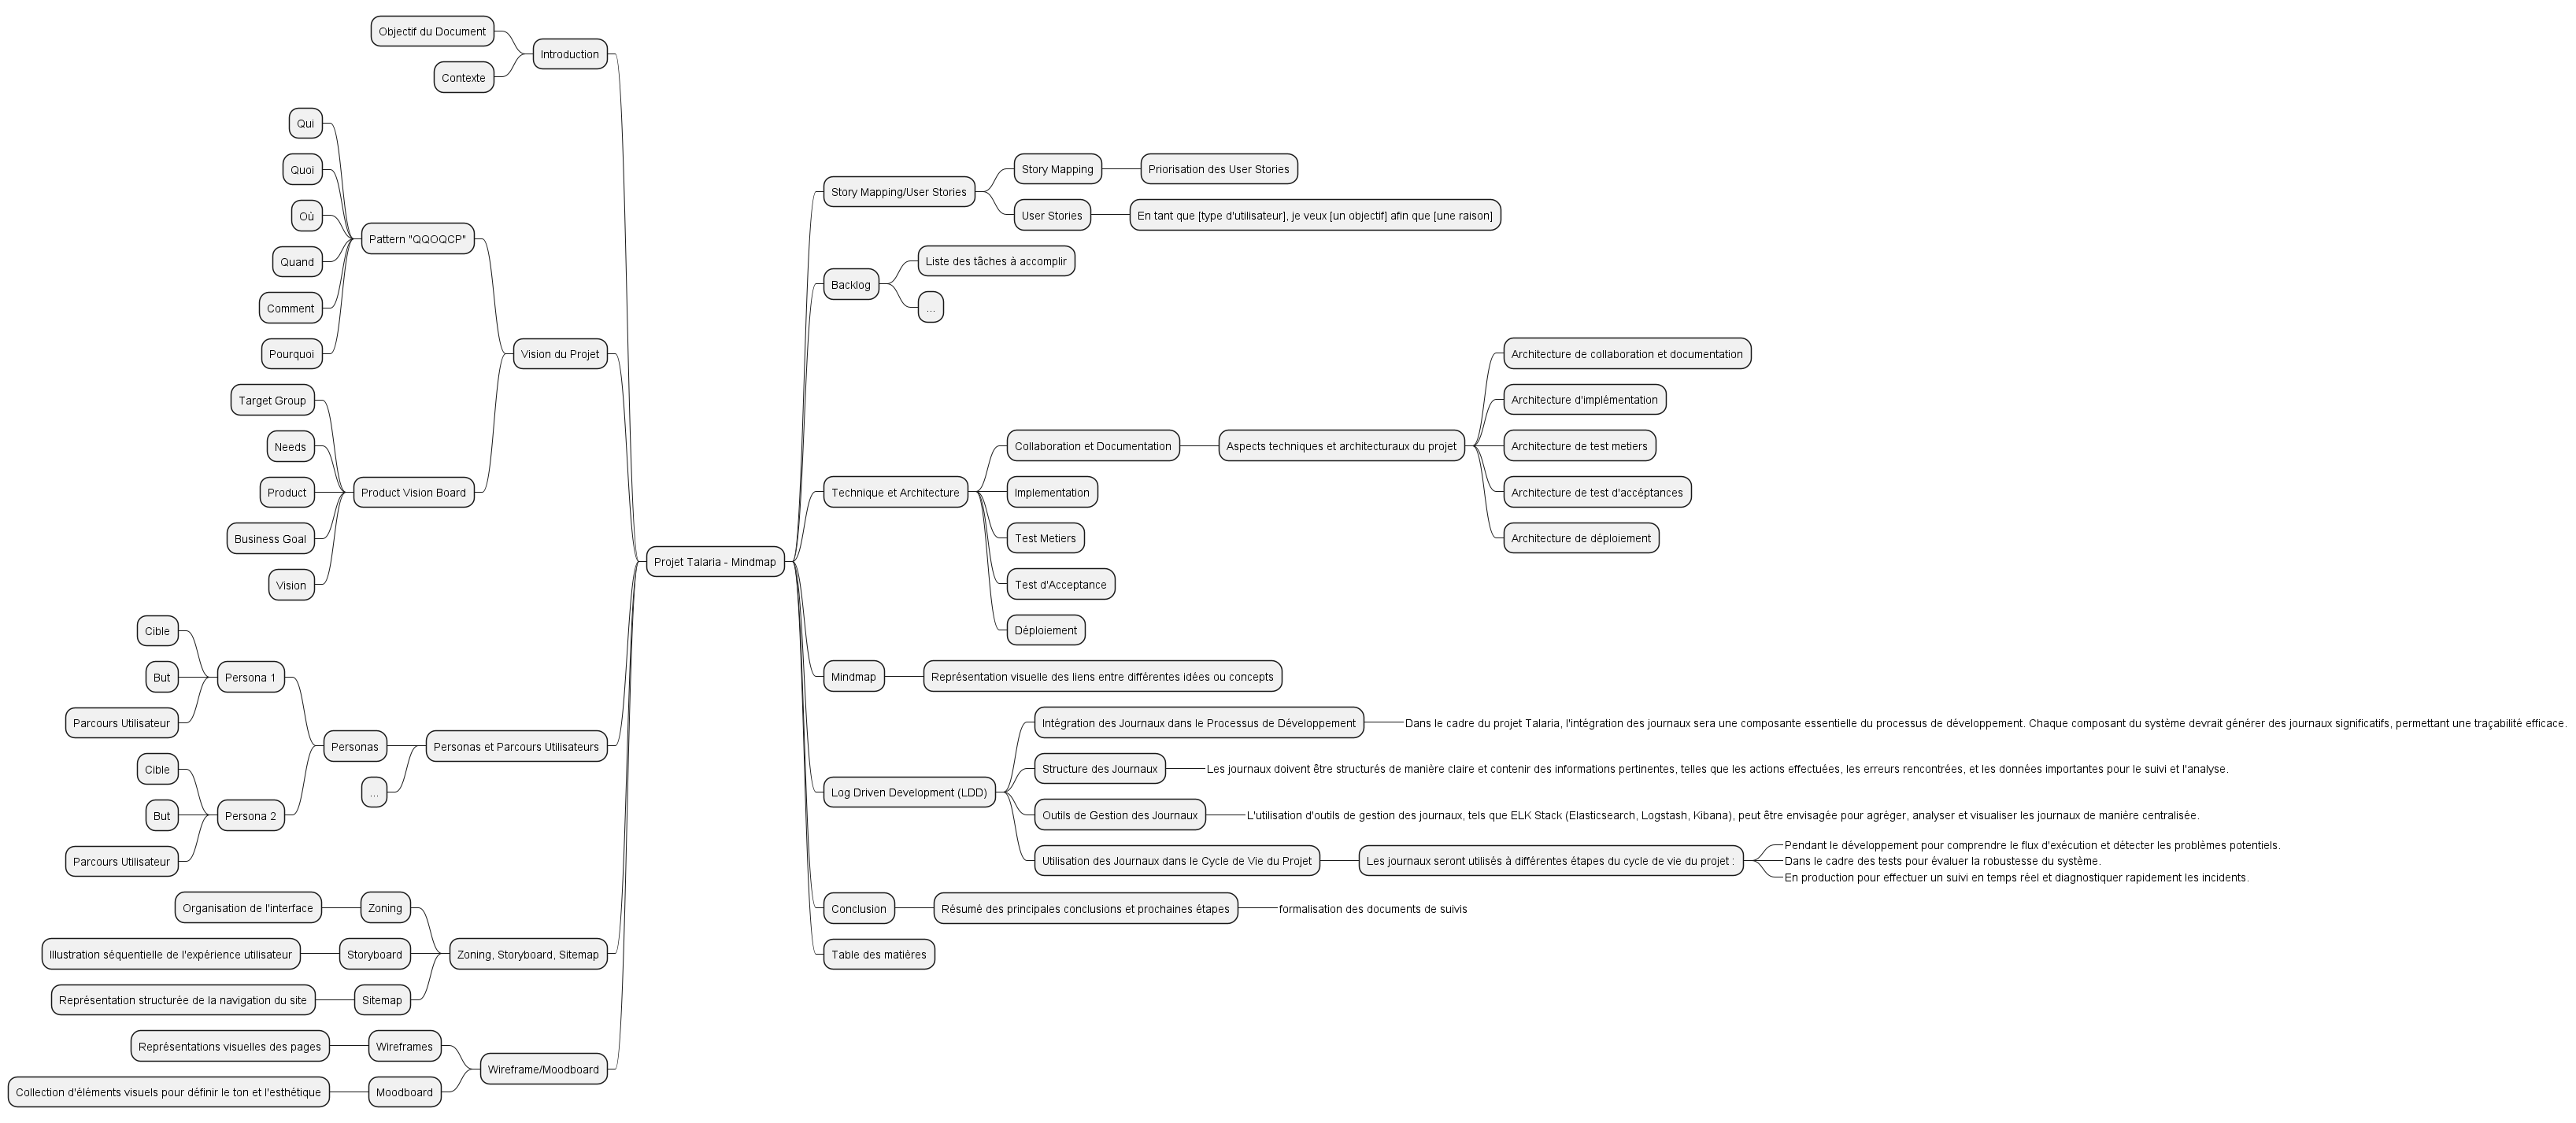 Projet Talaria - Mindmap
Introduction
Objectif du Document
Contexte
Vision du Projet
Pattern "QQOQCP"
Qui
Quoi
Où
Quand
Comment
Pourquoi
Product Vision Board
Target Group
Needs
Product
Business Goal
Vision
Personas et Parcours Utilisateurs
Personas
Persona 1
Cible
But
Parcours Utilisateur
Persona 2
Cible
But
Parcours Utilisateur
...
Zoning, Storyboard, Sitemap
Zoning
Organisation de l'interface
Storyboard
Illustration séquentielle de l'expérience utilisateur
Sitemap
Représentation structurée de la navigation du site
Wireframe/Moodboard
Wireframes
Représentations visuelles des pages
Moodboard
Collection d'éléments visuels pour définir le ton et l'esthétique
Story Mapping/User Stories
Story Mapping
Priorisation des User Stories
User Stories
En tant que [type d'utilisateur], je veux [un objectif] afin que [une raison]
Backlog
Liste des tâches à accomplir
...
Technique et Architecture
Collaboration et Documentation
Aspects techniques et architecturaux du projet
Architecture de collaboration et documentation
Architecture d'implémentation
Architecture de test metiers
Architecture de test d'accéptances
Architecture de déploiement
Implementation
Test Metiers
Test d'Acceptance
Déploiement
Mindmap
Représentation visuelle des liens entre différentes idées ou concepts
Log Driven Development (LDD)
Intégration des Journaux dans le Processus de Développement
Dans le cadre du projet Talaria, l'intégration des journaux sera une composante essentielle du processus de développement. Chaque composant du système devrait générer des journaux significatifs, permettant une traçabilité efficace.
Structure des Journaux
Les journaux doivent être structurés de manière claire et contenir des informations pertinentes, telles que les actions effectuées, les erreurs rencontrées, et les données importantes pour le suivi et l'analyse.
Outils de Gestion des Journaux
L'utilisation d'outils de gestion des journaux, tels que ELK Stack (Elasticsearch, Logstash, Kibana), peut être envisagée pour agréger, analyser et visualiser les journaux de manière centralisée.
Utilisation des Journaux dans le Cycle de Vie du Projet
Les journaux seront utilisés à différentes étapes du cycle de vie du projet :
Pendant le développement pour comprendre le flux d'exécution et détecter les problèmes potentiels.
Dans le cadre des tests pour évaluer la robustesse du système.
En production pour effectuer un suivi en temps réel et diagnostiquer rapidement les incidents.
Conclusion
Résumé des principales conclusions et prochaines étapes
formalisation des documents de suivis
Table des matières